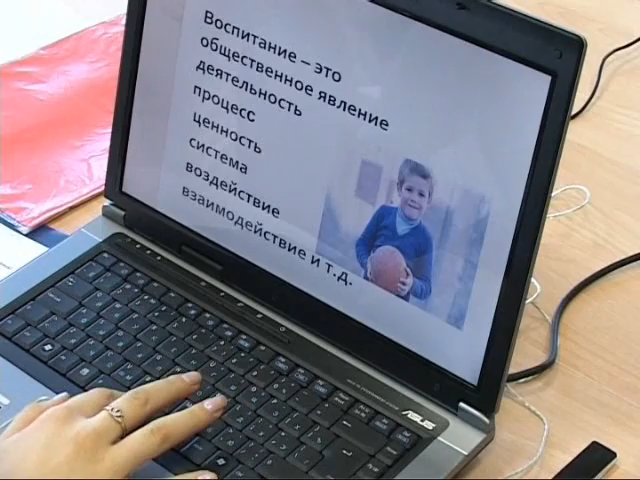 Воспитание – это
общественное явление
деятельность
процесс
ценность
система
воздействие
взаимодействие и т.д.
ASUS